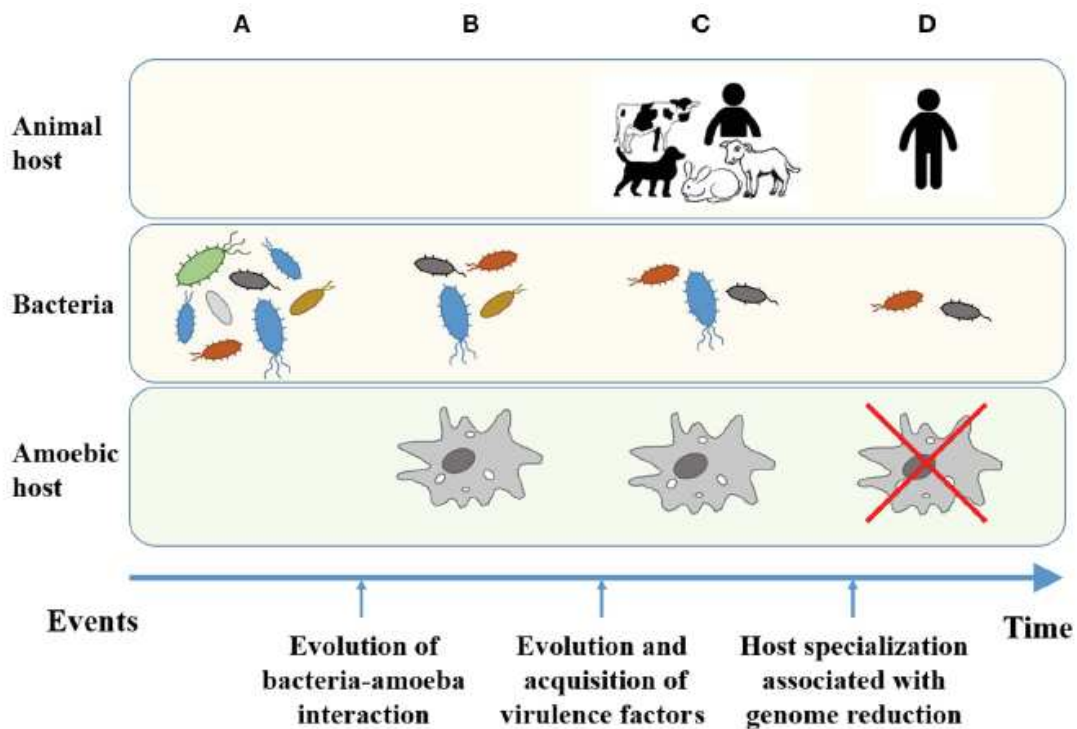 A B C D
Animal
host
Bacteria
Amoebic
host
Events
Time
Evolution of
bacteria-amoeba
interaction
Evolution and
acquisition of
virulence factors
Host specialization
associated with
genome reduction